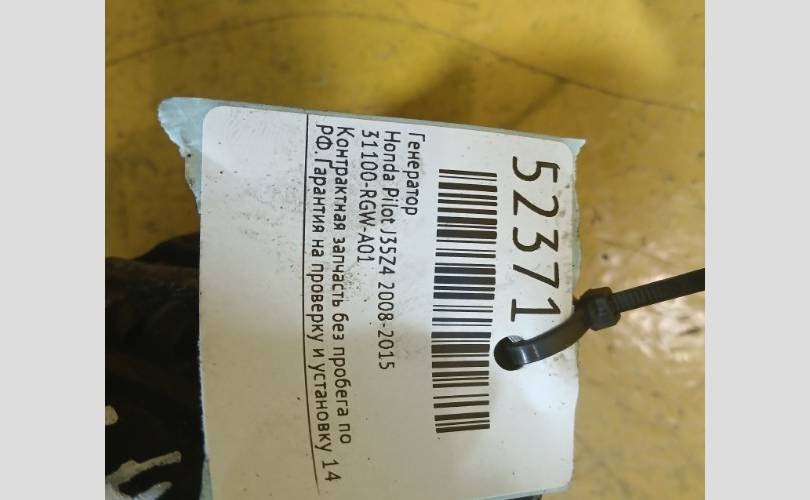 52371
Генератор
Honda Pilot J35Z4 2008-2015
31100-RGW-A01
Контрактная запчасть без пробега по
РФ.Гарантия на проверку и установку 14